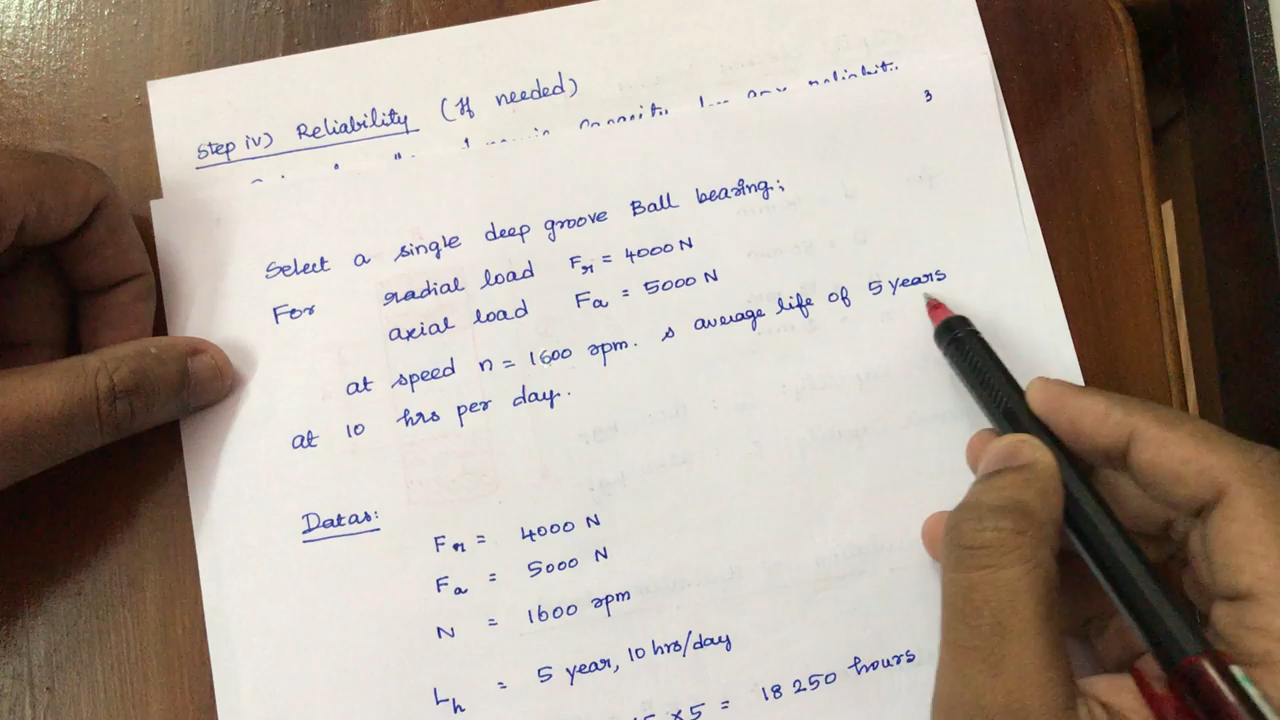 Step iv) Reliability (If needed)
3
Select a single deep groove Ball bearing;
For radial load Fr = 4000 N
axial load Fa = 5000 N
at speed n = 1600 rpm. & average life of 5 years
at 10 hrs per day.
Datas:
Fr = 4000 N
Fa = 5000 N
N = 1600 rpm
Lh = 5 year, 10 hrs/day
×5 = 18250 hours